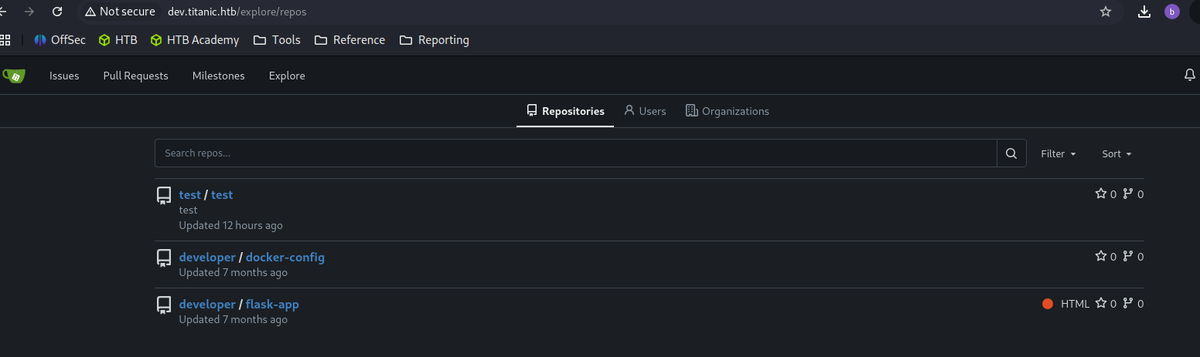 Not secure dev.titanic.htb/explore/repos b
OffSec HTB HTB Academy Tools Reference Reporting
Issues Pull Requests Milestones Explore
Repositories Users Organizations
Search repos... Filter Sort
test / test 0 0
test
Updated 12 hours ago
developer / docker-config 0 0
Updated 7 months ago
developer / flask-app HTML 0 0
Updated 7 months ago